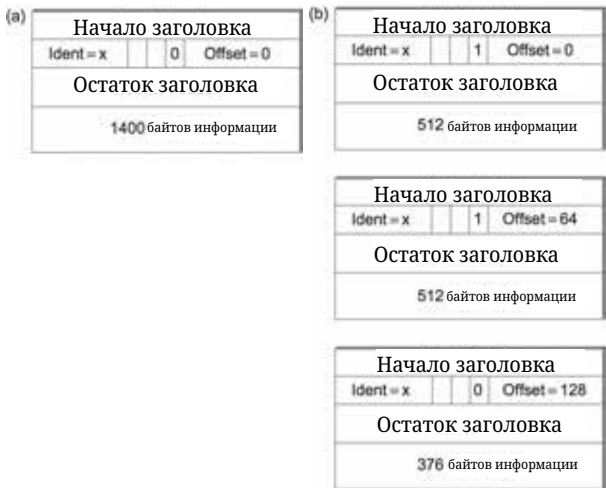 (a)
Начало заголовка
Ident = x 0 Offset = 0
Остаток заголовка
1400 байтов информации
(b)
Начало заголовка
Ident = x 1 Offset = 0
Остаток заголовка
512 байтов информации
Начало заголовка
Ident = x 1 Offset = 64
Остаток заголовка
512 байтов информации
Начало заголовка
Ident = x 0 Offset = 128
Остаток заголовка
376 байтов информации